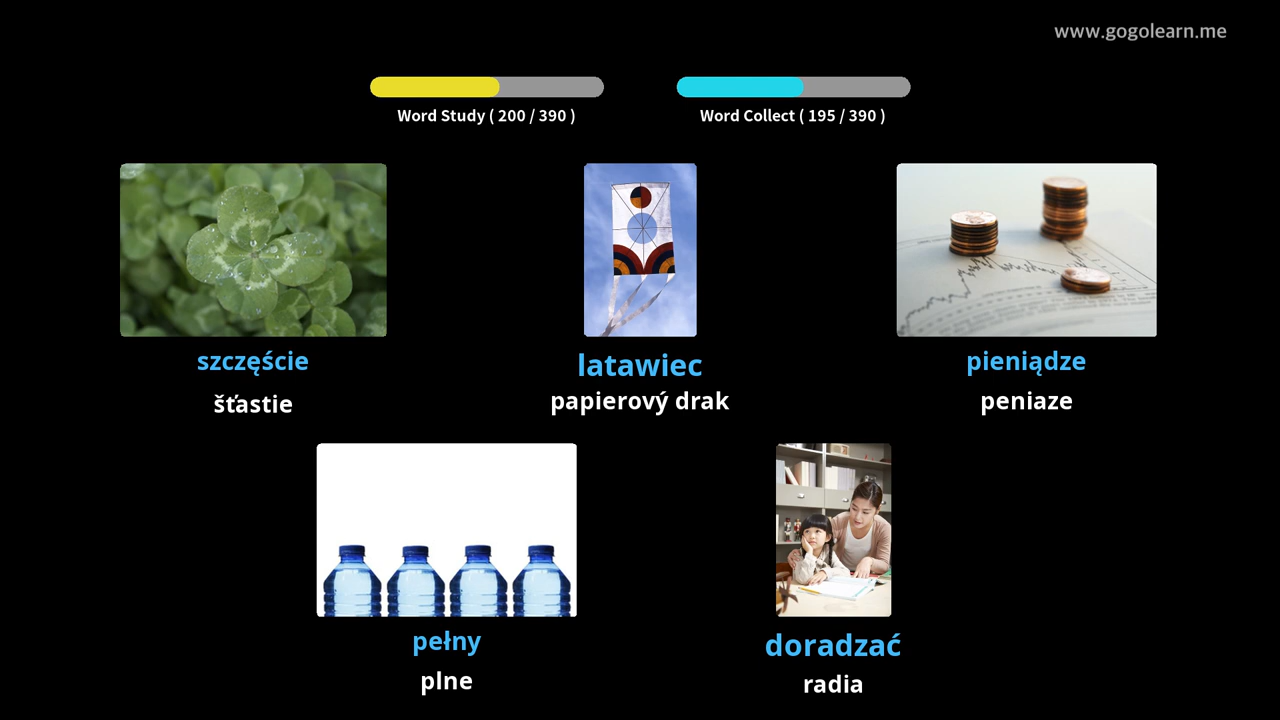 www.gogolearn.me
Word Study ( 200 / 390 )
Word Collect ( 195 / 390 )
szczęście
latawiec
pieniądze
šťastie
papierový drak
peniaze
pełny
doradzać
plne
radia